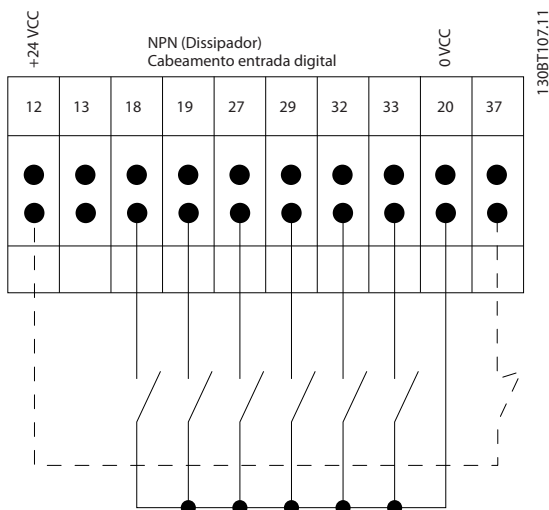 +24 VCC
NPN (Dissipador)
Cabeamento entrada digital
0 VCC
130BT107.11
12 13 18 19 27 29 32 33 20 37